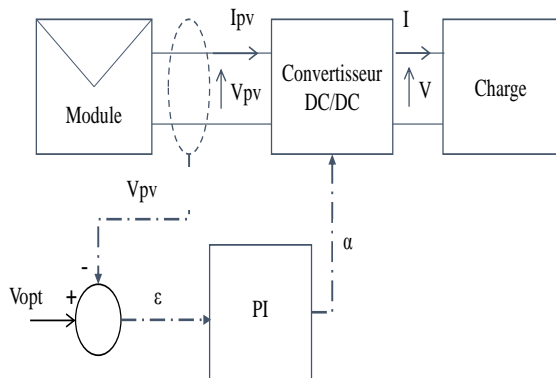 Ipv
I
Module
Vpv
Convertisseur
DC/DC
V
Charge
Vpv
α
-
Vopt
+
ε
PI